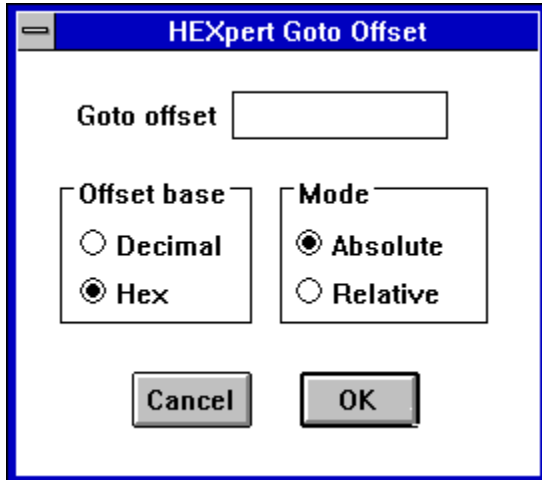 HEXpert Goto Offset
Goto offset
Offset base
Mode
Decimal
Absolute
Hex
Relative
Cancel
OK